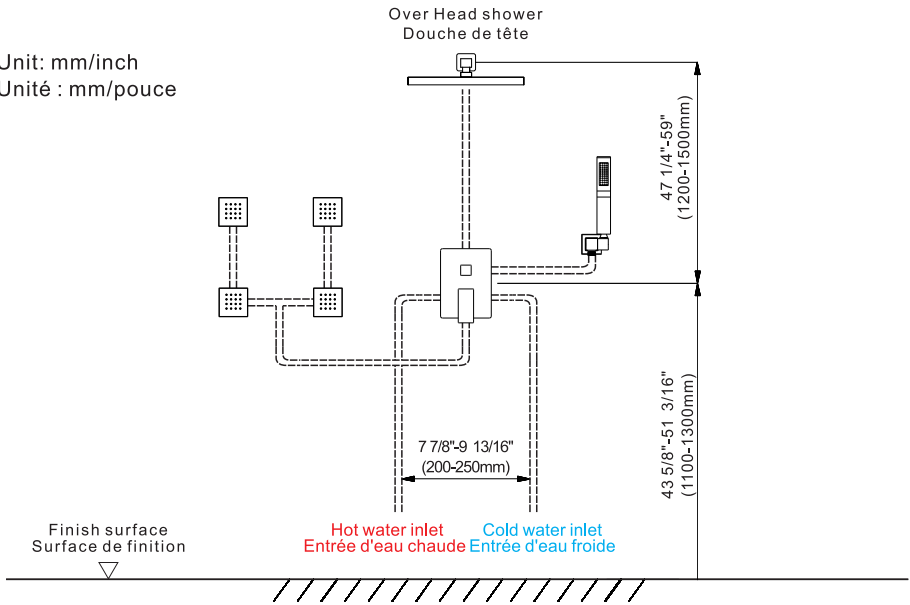 Over Head shower
Douche de tête
Unit: mm/inch
Unité : mm/pouce
47 1/4"-59"
(1200-1500mm)
43 5/8"-51 3/16"
(1100-1300mm)
7 7/8"-9 13/16"
(200-250mm)
Hot water inlet
Entrée d'eau chaude
Cold water inlet
Entrée d'eau froide
Finish surface
Surface de finition